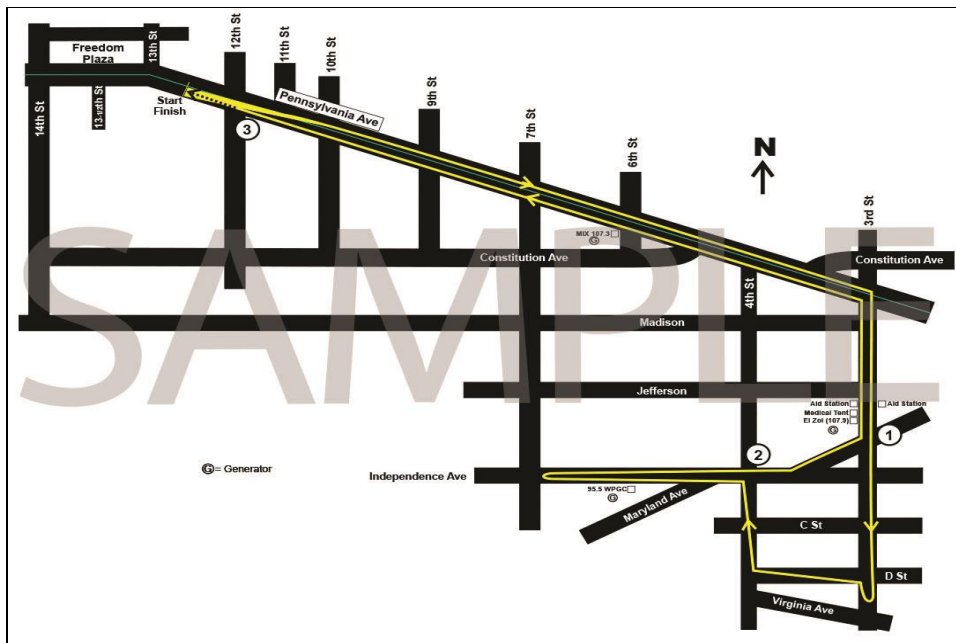 Freedom
Plaza
13th St
12th St
11th St
10th St
Pennsylvania Ave
9th St
7th St
6th St
N
3rd St
14th St
13-1/2th St
Start
Finish
3
MIX 107.3
G
Constitution Ave
Constitution Ave
4th St
SAMPLE
Madison
Jefferson
Aid Station
Aid Station
Medical Tent
El Zol (107.9)
G
1
2
G= Generator
Independence Ave
95.5 WPGC
G
Maryland Ave
C St
D St
Virginia Ave